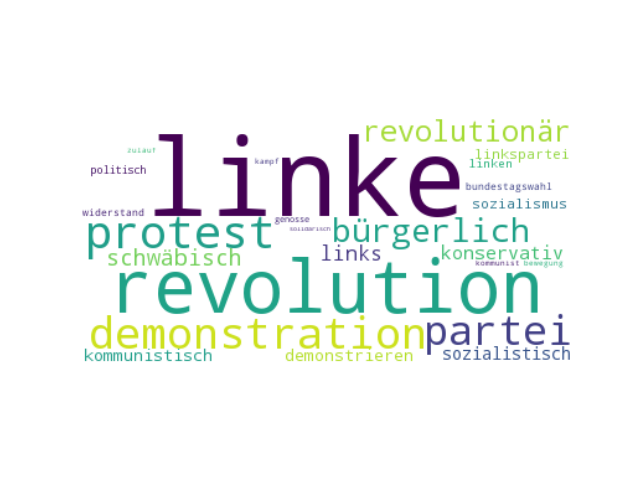 revolutionär
linke
zulauf
kampf
linkspartei
linken
politisch
bundestagswahl
widerstand
sozialismus
genosse
protest
solidarisch
bürgerlich
links
konservativ
schwäbisch
kommunist
bewegung
revolution
demonstration
partei
kommunistisch
demonstrieren
sozialistisch